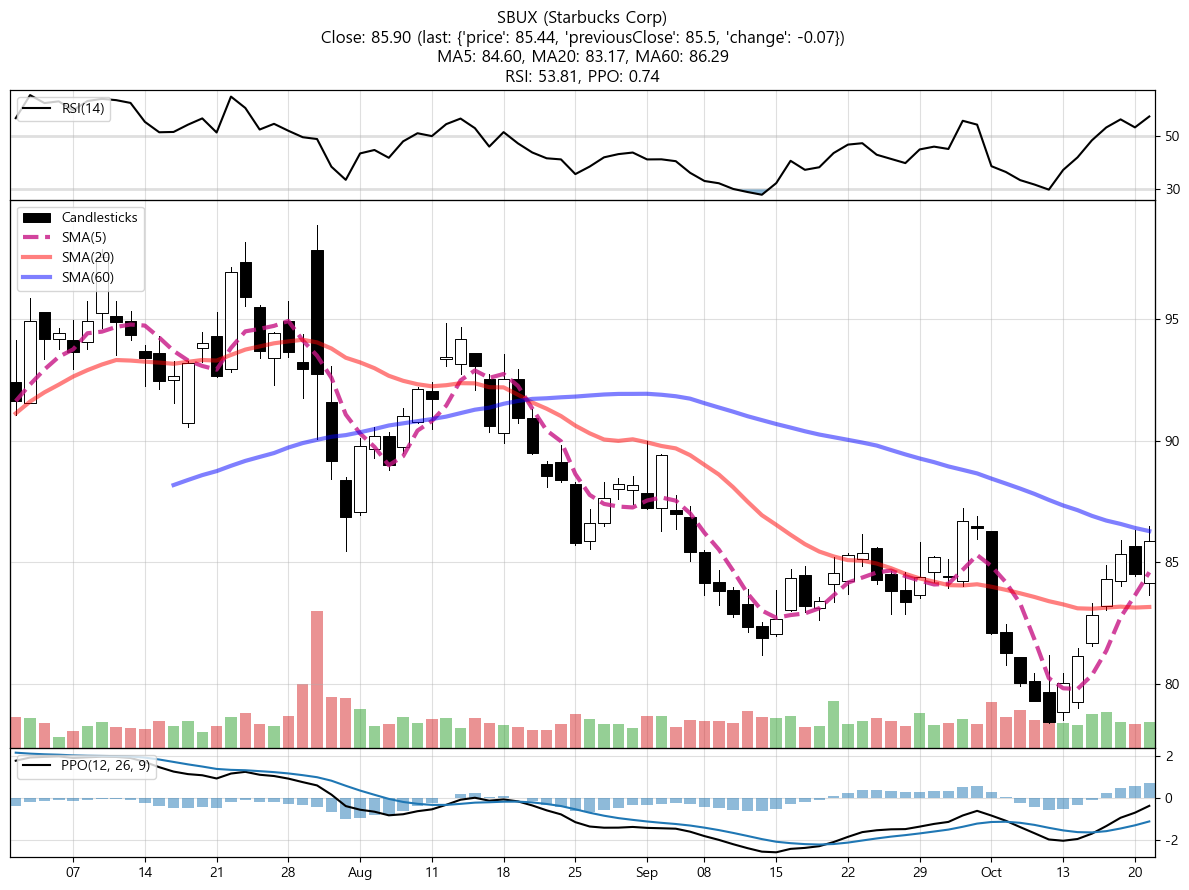 SBUX (Starbucks Corp)
Close: 85.90 (last: {'price': 85.44, 'previousClose': 85.5, 'change': -0.07})
MA5: 84.60, MA20: 83.17, MA60: 86.29
RSI: 53.81, PPO: 0.74
RSI(14)
50
30
Candlesticks
SMA(5)
SMA(20)
SMA(60)
95
90
85
80
PPO(12, 26, 9)
2
0
-2
07 14 21 28 Aug 11 18 25 Sep 08 15 22 29 Oct 13 20